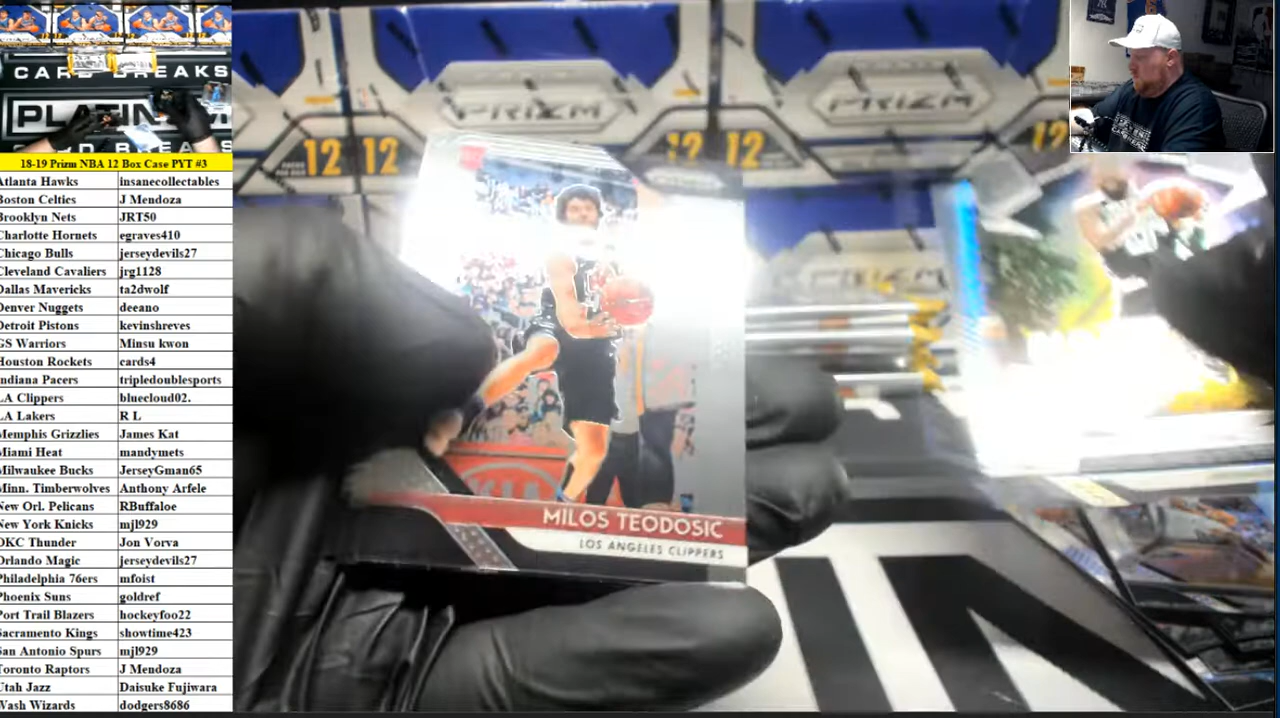 CARD BREAKS
PLATIN
18-19 Prizm NBA 12 Box Case PYT #3
Atlanta Hawks insanecollectables
Boston Celtics J Mendoza
Brooklyn Nets JRT50
Charlotte Hornets egraves410
Chicago Bulls jerseydevils27
Cleveland Cavaliers jrg1128
Dallas Mavericks ta2dwolf
Denver Nuggets deeano
Detroit Pistons kevinshreves
GS Warriors Minsu kwon
Houston Rockets cards4
Indiana Pacers tripledoublesports
LA Clippers bluecloud02.
LA Lakers R L
Memphis Grizzlies James Kat
Miami Heat mandymets
Milwaukee Bucks JerseyGman65
Minn. Timberwolves Anthony Arfele
New Orl. Pelicans RBuffaloe
New York Knicks mjl929
OKC Thunder Jon Vorva
Orlando Magic jerseydevils27
Philadelphia 76ers mfoist
Phoenix Suns goldref
Port Trail Blazers hockeyfoo22
Sacramento Kings showtime423
San Antonio Spurs mjl929
Toronto Raptors J Mendoza
Utah Jazz Daisuke Fujiwara
Wash Wizards dodgers8686
PRIZM PRIZM
12 12 12 12 12
PRIZM
MILOS TEODOSIC
LOS ANGELES CLIPPERS